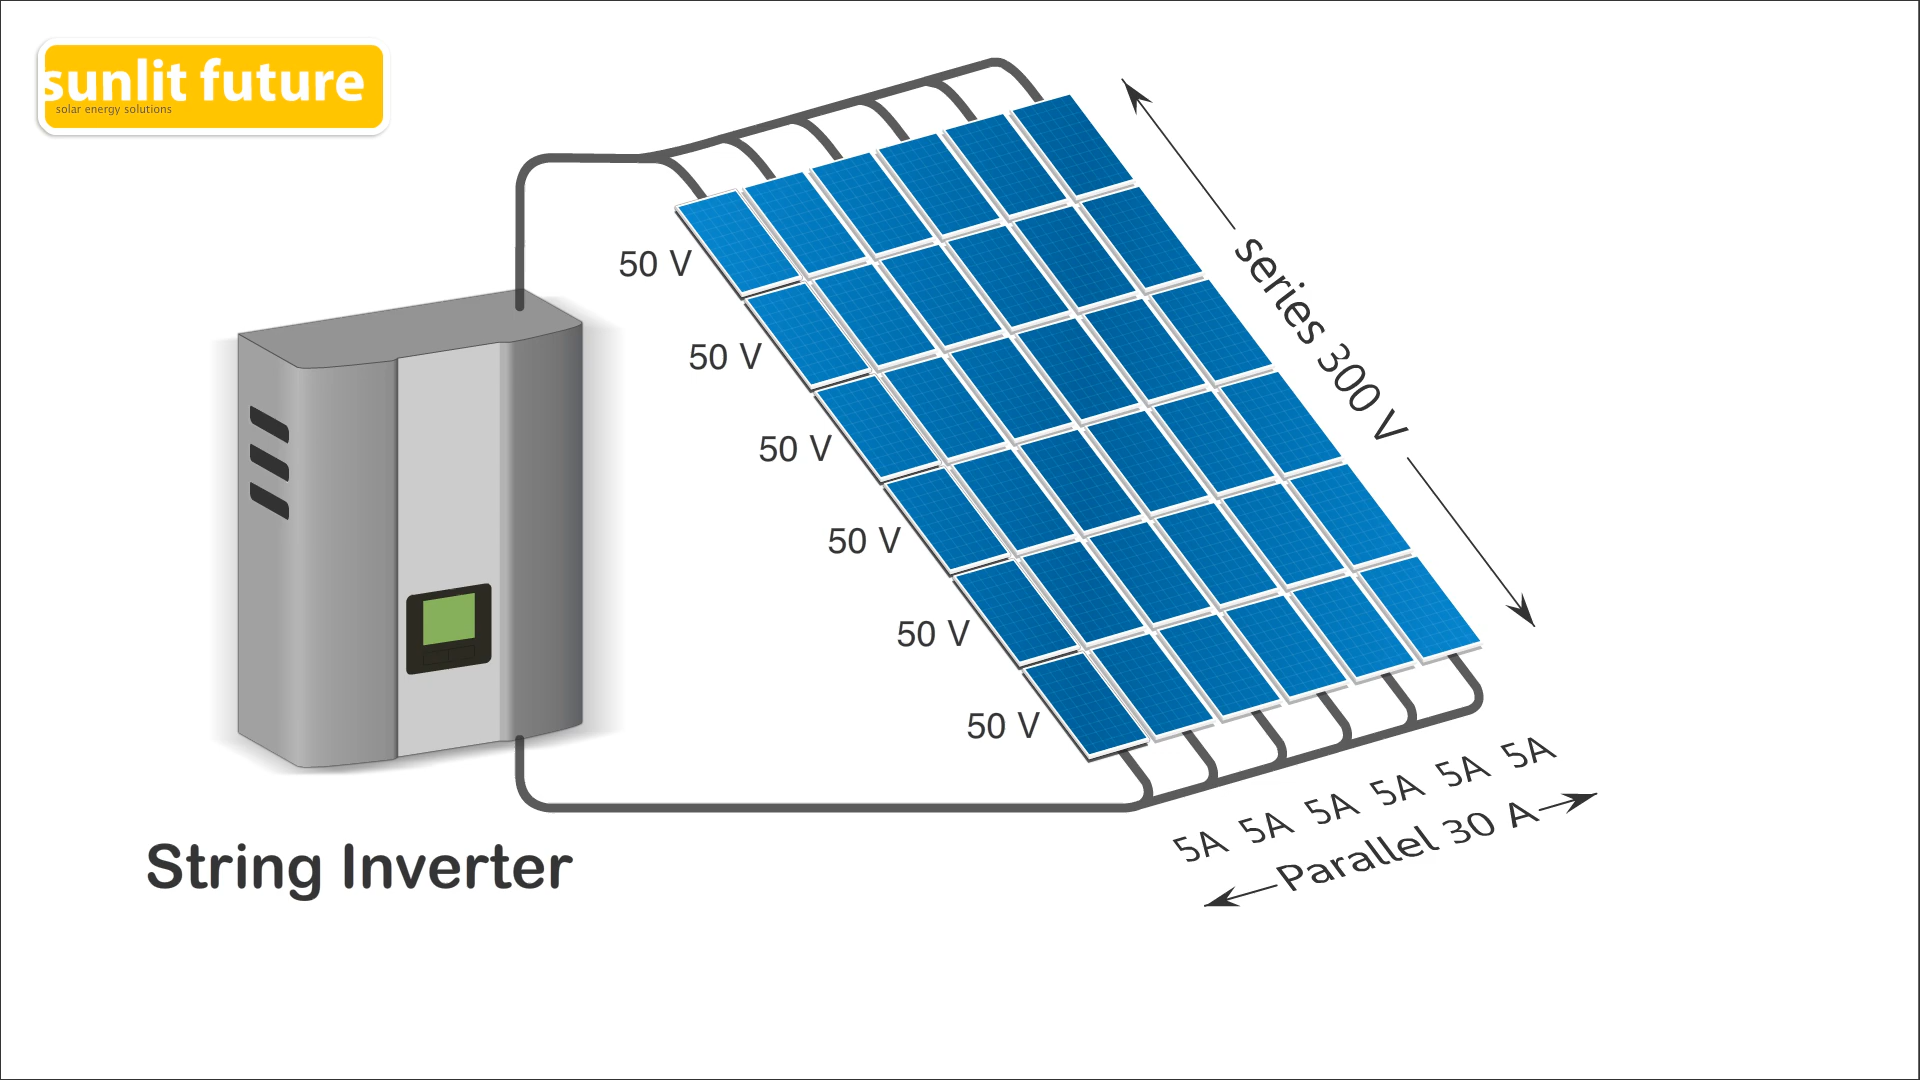 sunlit future
solar energy solutions
50 V
50 V
50 V
50 V
50 V
50 V
series 300 V
5A 5A 5A 5A 5A 5A
Parallel 30 A
String Inverter